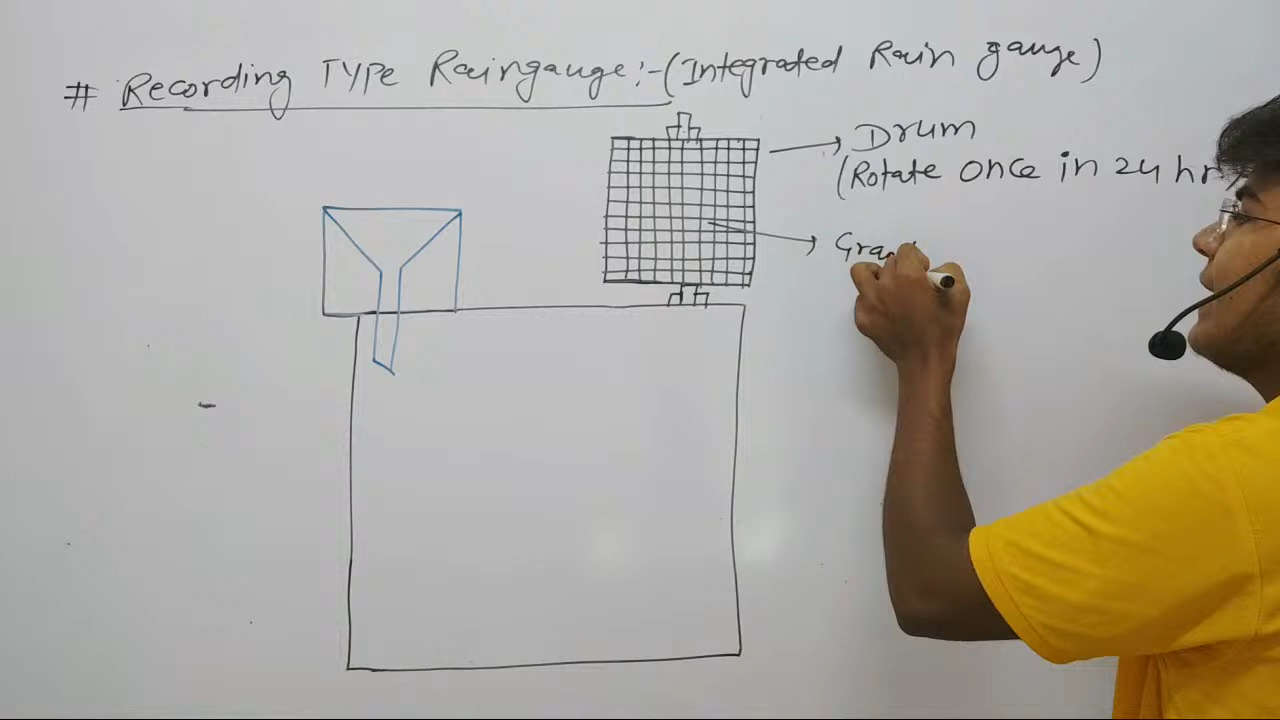 # Recording TYPE Raingauge:-(Integrated Rain gauge)
Drum
(Rotate once in 24 hr)
Gra